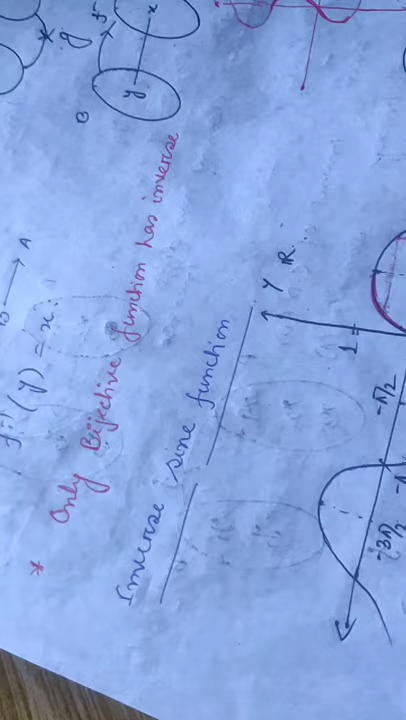 g
B
y
x
B → A
f⁻¹(y) = x
* Only Bijective function has inverse
Inverse sine function
Y
R
1
-π/2
-3π/2
-π